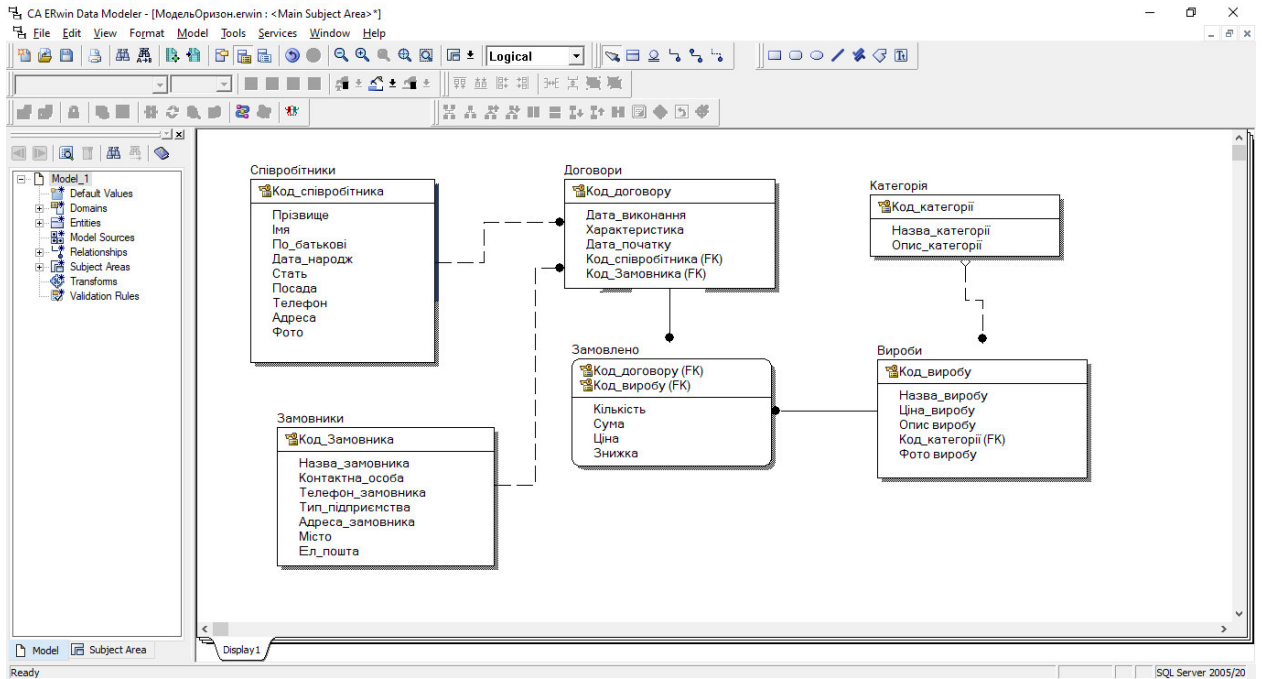 CA ERwin Data Modeler - [МодельОризон.erwin : <Main Subject Area>*]
File Edit View Format Model Tools Services Window Help
Logical
Model_1
Default Values
Domains
Entities
Model Sources
Relationships
Subject Areas
Transforms
Validation Rules
Model Subject Area
Співробітники
Код_співробітника
Прізвище
Імя
По_батькові
Дата_народж
Стать
Посада
Телефон
Адреса
Фото
Договори
Код_договору
Дата_виконання
Характеристика
Дата_початку
Код_співробітника (FK)
Код_Замовника (FK)
Категорія
Код_категорії
Назва_категорії
Опис_категорії
Замовлено
Код_договору (FK)
Код_виробу (FK)
Кількість
Сума
Ціна
Знижка
Вироби
Код_виробу
Назва_виробу
Ціна_виробу
Опис виробу
Код_категорії (FK)
Фото виробу
Замовники
Код_Замовника
Назва_замовника
Контактна_особа
Телефон_замовника
Тип_підприємства
Адреса_замовника
Місто
Ел_пошта
Display1
Ready
SQL Server 2005/20